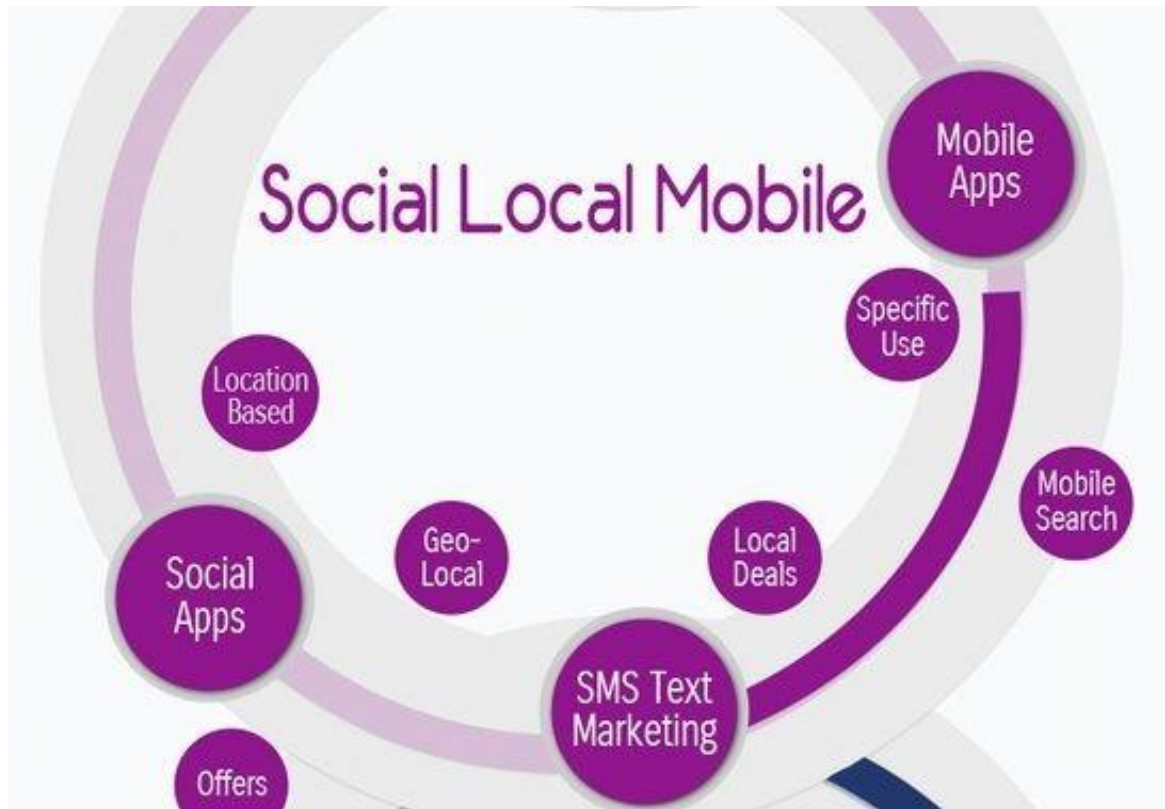 Mobile
Apps
Social Local Mobile
Specific
Use
Location
Based
Mobile
Search
Geo-
Local
Local
Deals
Social
Apps
SMS Text
Marketing
Offers